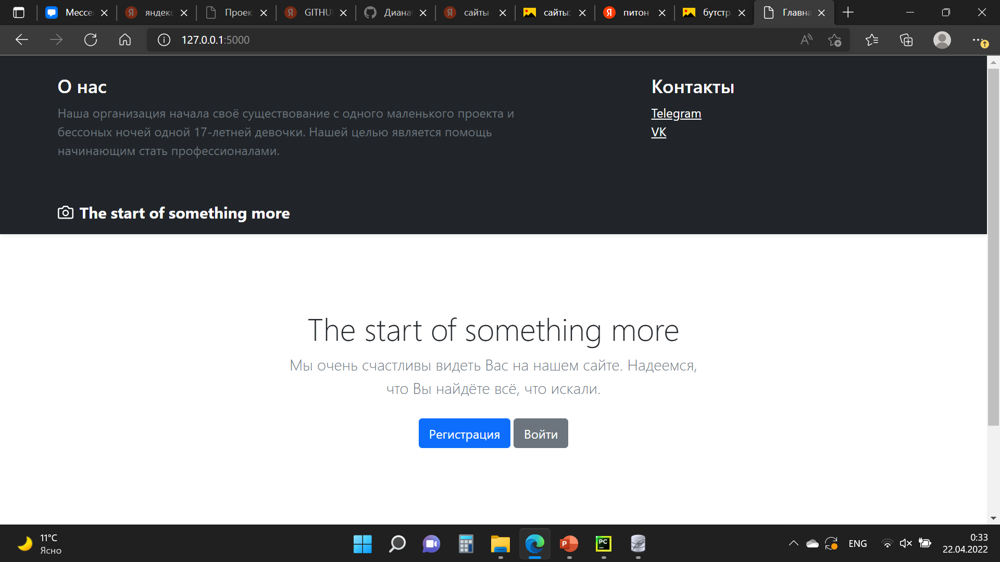 Мессе
яндекс
Проек
GITHU
Диана
сайты
сайты:
питон
бутстр
Главна
127.0.0.1:5000
О нас
Наша организация начала своё существование с одного маленького проекта и
бессоных ночей одной 17-летней девочки. Нашей целью является помощь
начинающим стать профессионалами.
Контакты
Telegram
VK
The start of something more
The start of something more
Мы очень счастливы видеть Вас на нашем сайте. Надеемся,
что Вы найдёте всё, что искали.
Регистрация
Войти
11°C
Ясно
ENG
0:33
22.04.2022